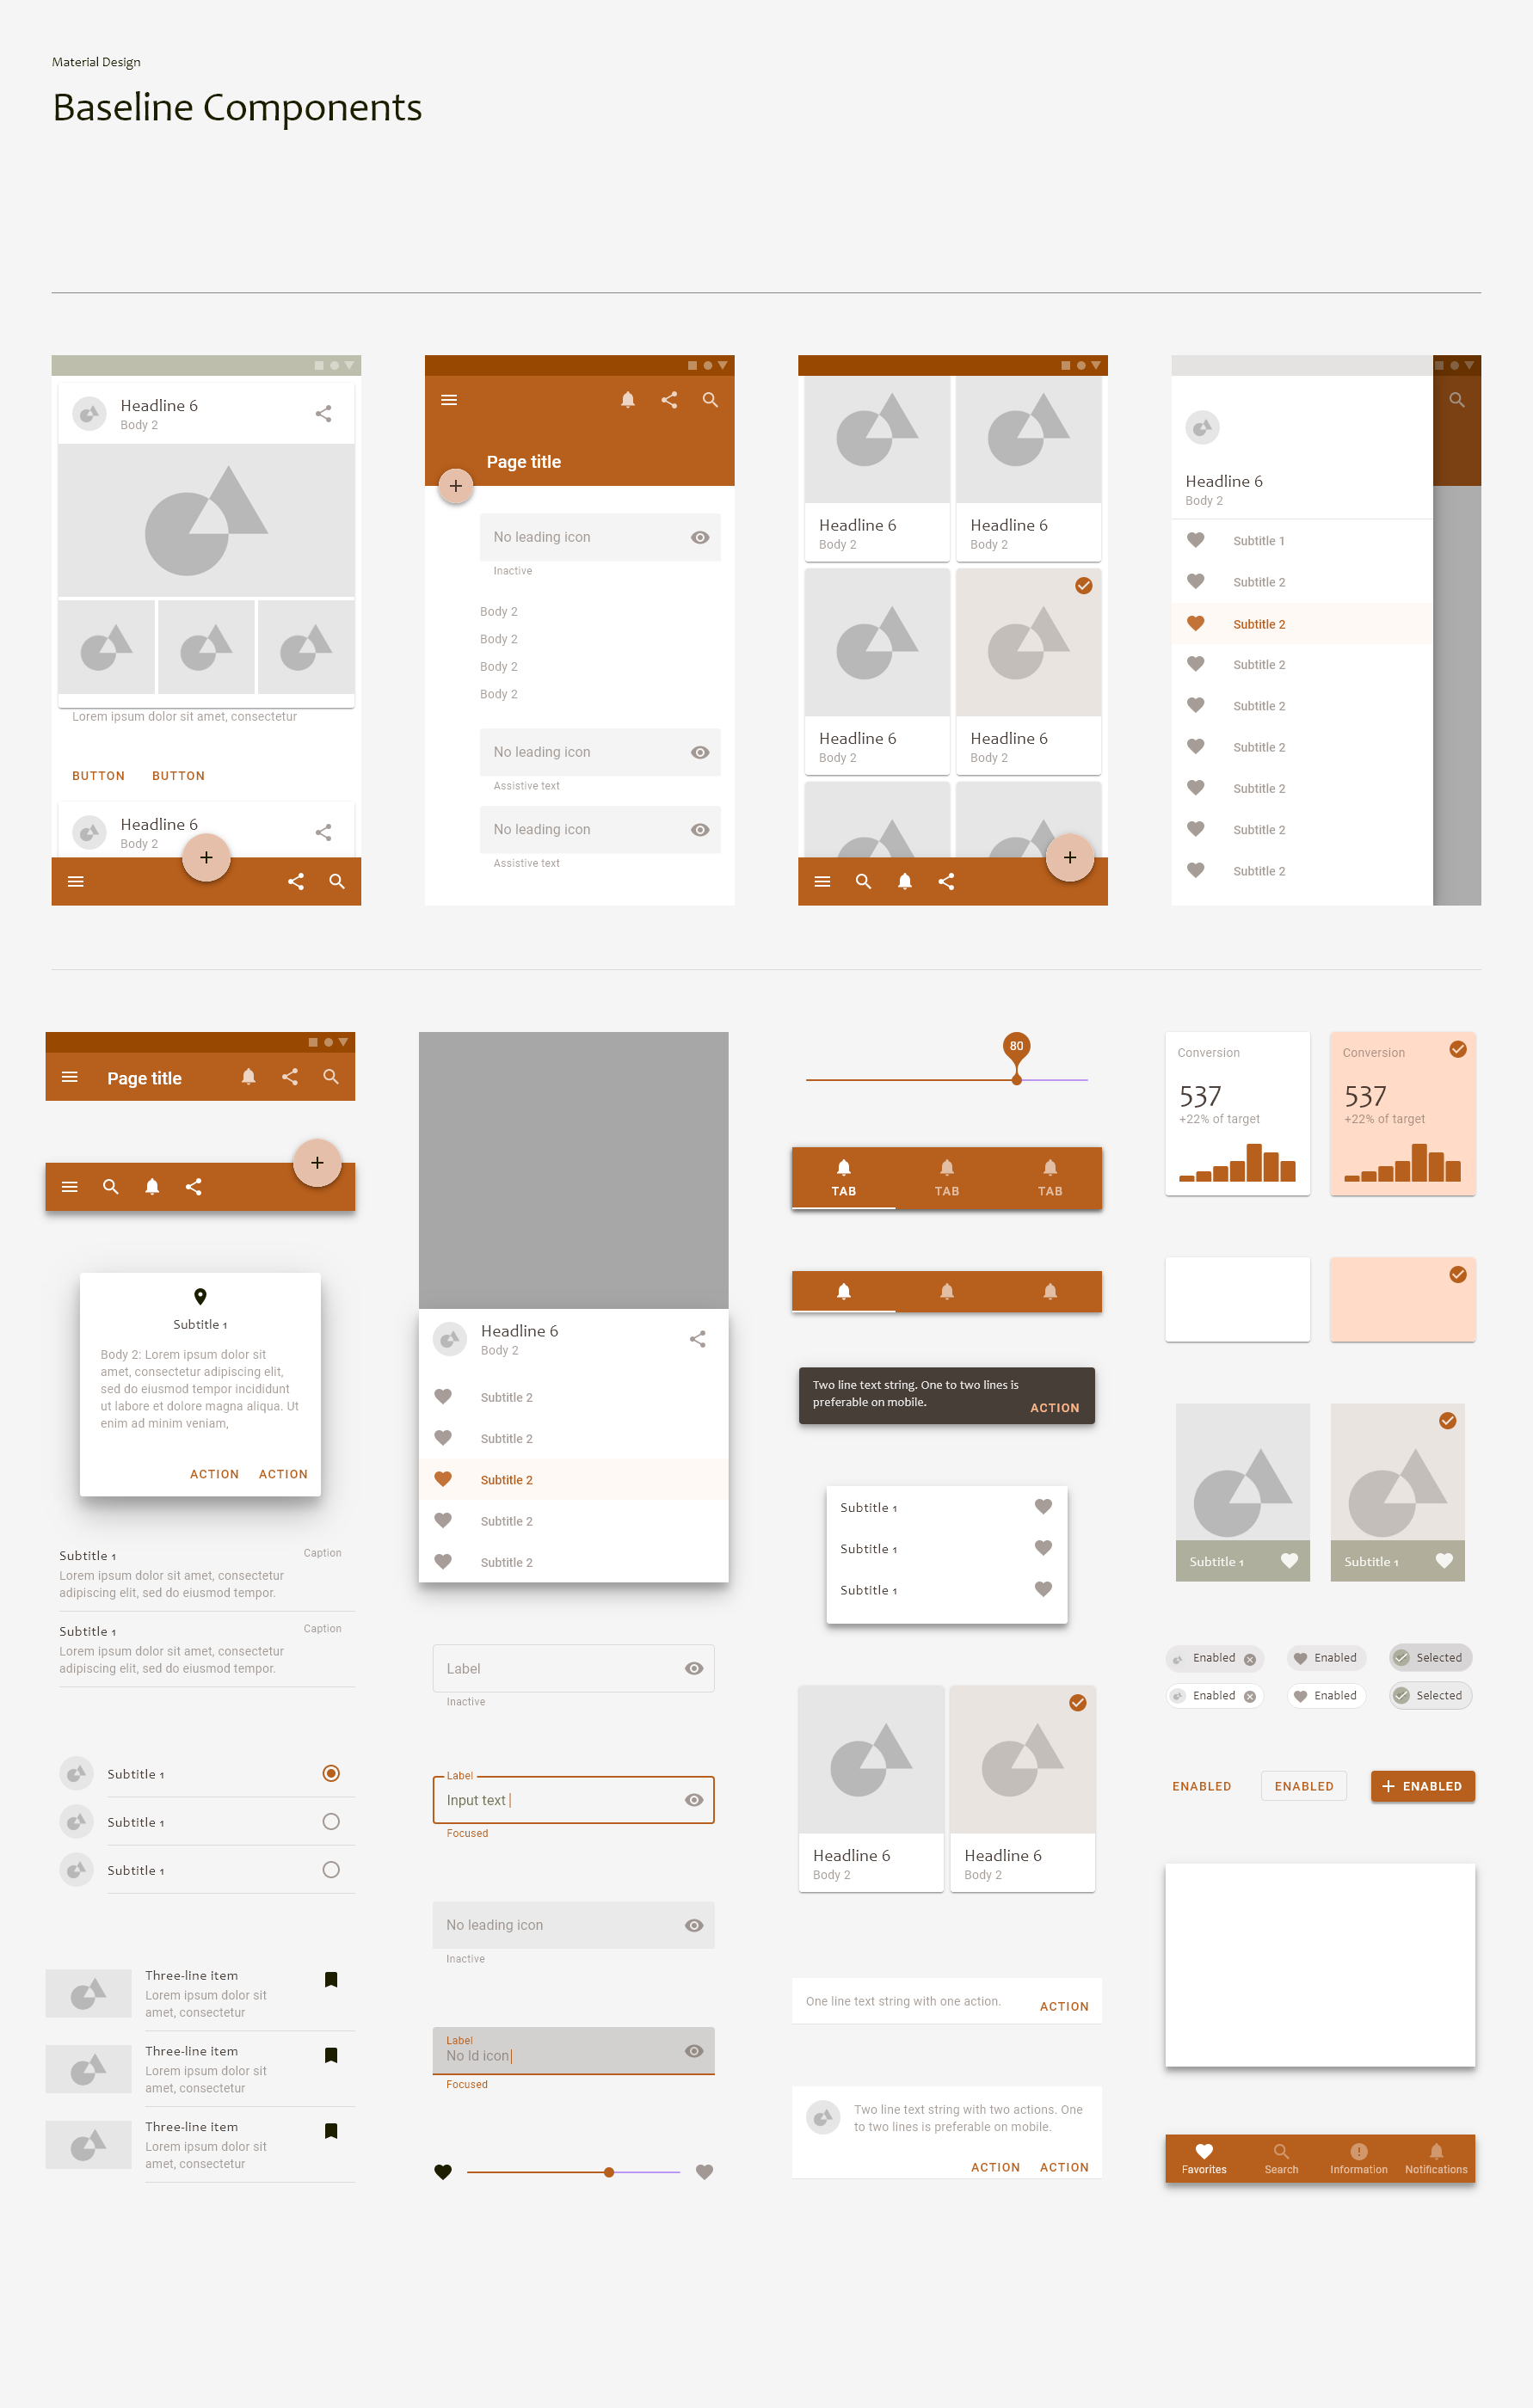 Material Design
Baseline Components
Headline 6
Body 2
Lorem ipsum dolor sit amet, consectetur
BUTTON BUTTON
Headline 6
Body 2
Page title
No leading icon
Inactive
Body 2
Body 2
Body 2
Body 2
No leading icon
Assistive text
No leading icon
Assistive text
Headline 6 Headline 6
Body 2 Body 2
Headline 6 Headline 6
Body 2 Body 2
Headline 6
Body 2
Subtitle 1
Subtitle 2
Subtitle 2
Subtitle 2
Subtitle 2
Subtitle 2
Subtitle 2
Subtitle 2
Subtitle 2
Page title
Subtitle 1
Body 2: Lorem ipsum dolor sit
amet, consectetur adipiscing elit,
sed do eiusmod tempor incididunt
ut labore et dolore magna aliqua. Ut
enim ad minim veniam,
ACTION ACTION
Subtitle 1 Caption
Lorem ipsum dolor sit amet, consectetur
adipiscing elit, sed do eiusmod tempor.
Subtitle 1 Caption
Lorem ipsum dolor sit amet, consectetur
adipiscing elit, sed do eiusmod tempor.
Subtitle 1
Subtitle 1
Subtitle 1
Three-line item
Lorem ipsum dolor sit
amet, consectetur
Three-line item
Lorem ipsum dolor sit
amet, consectetur
Three-line item
Lorem ipsum dolor sit
amet, consectetur
Headline 6
Body 2
Subtitle 2
Subtitle 2
Subtitle 2
Subtitle 2
Subtitle 2
Label
Inactive
Label
Input text
Focused
No leading icon
Inactive
Label
No ld icon
Focused
80
TAB TAB TAB
Two line text string. One to two lines is
preferable on mobile.
ACTION
Subtitle 1
Subtitle 1
Subtitle 1
Headline 6 Headline 6
Body 2 Body 2
One line text string with one action.
ACTION
Two line text string with two actions. One
to two lines is preferable on mobile.
ACTION ACTION
Conversion Conversion
537 537
+22% of target +22% of target
Subtitle 1 Subtitle 1
Enabled Enabled Selected
Enabled Enabled Selected
ENABLED ENABLED ENABLED
Favorites Search Information Notifications